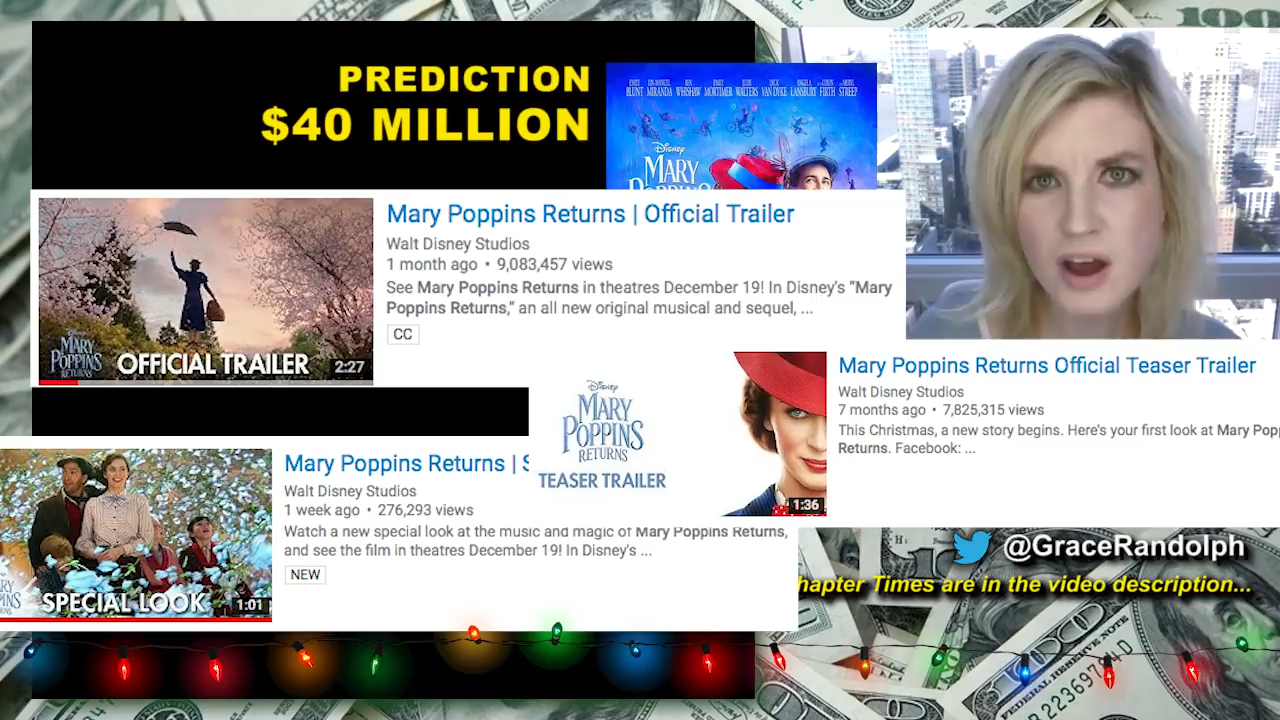 PREDICTION
$40 MILLION
EMILY BLUNT LIN-MANUEL MIRANDA BEN WHISHAW EMILY MORTIMER JULIE WALTERS DICK VAN DYKE ANGELA LANSBURY COLIN FIRTH MERYL STREEP
Disney
MARY
POPPINS
100
Mary Poppins Returns | Official Trailer
Walt Disney Studios
1 month ago • 9,083,457 views
See Mary Poppins Returns in theatres December 19! In Disney's "Mary
Poppins Returns," an all new original musical and sequel, ...
CC
Disney
MARY
POPPINS
RETURNS
OFFICIAL TRAILER
2:27
Disney
MARY
POPPINS
RETURNS
TEASER TRAILER
1:36
Mary Poppins Returns Official Teaser Trailer
Walt Disney Studios
7 months ago • 7,825,315 views
This Christmas, a new story begins. Here's your first look at Mary Pop
Returns. Facebook: ...
Mary Poppins Returns | S
Walt Disney Studios
1 week ago • 276,293 views
Watch a new special look at the music and magic of Mary Poppins Returns,
and see the film in theatres December 19! In Disney's ...
NEW
SPECIAL LOOK
1:01
@GraceRandolph
hapter Times are in the video description...
FEDERAL RESERVE NOTE